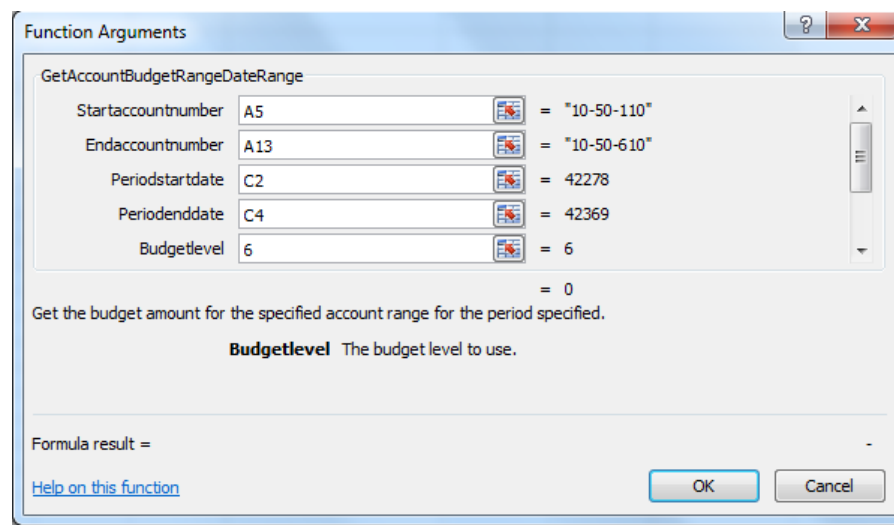 Function Arguments
GetAccountBudgetRangeDateRange
Startaccountnumber A5 = "10-50-110"
Endaccountnumber A13 = "10-50-610"
Periodstartdate C2 = 42278
Periodenddate C4 = 42369
Budgetlevel 6 = 6
= 0
Get the budget amount for the specified account range for the period specified.
Budgetlevel The budget level to use.
Formula result = -
Help on this function OK Cancel